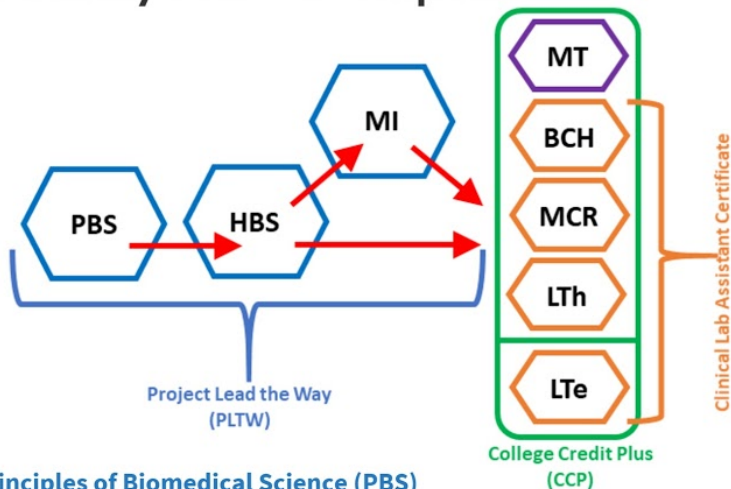 MT
MI
BCH
PBS
HBS
MCR
LTh
LTe
Clinical Lab Assistant Certificate
Project Lead the Way
(PLTW)
College Credit Plus
(CCP)
of Biomedical Science (PBS)